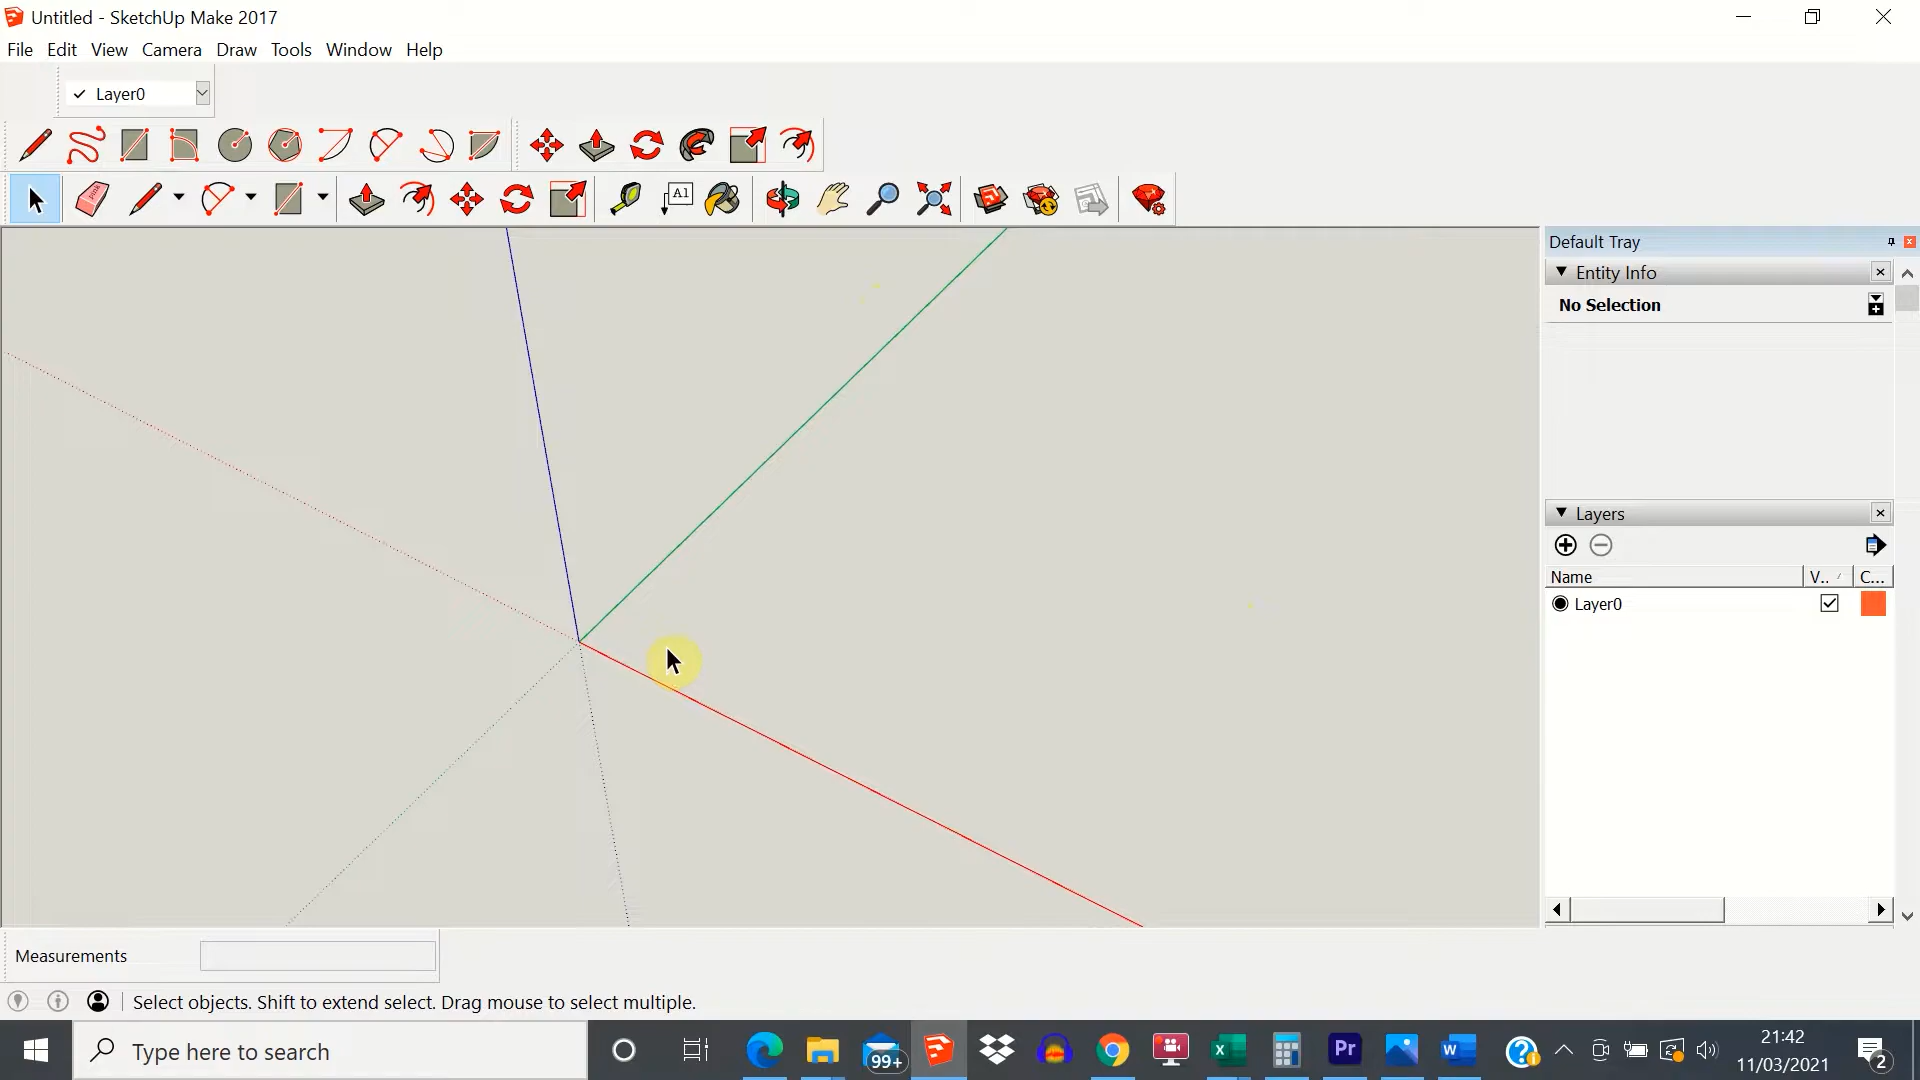 Untitled - SketchUp Make 2017
File Edit View Camera Draw Tools Window Help
Layer0
A1
Default Tray
Entity Info
No Selection
Layers
Name V.. C...
Layer0
Measurements
Select objects. Shift to extend select. Drag mouse to select multiple.
Type here to search
99+
X
Pr
W
?
21:42
11/03/2021
2